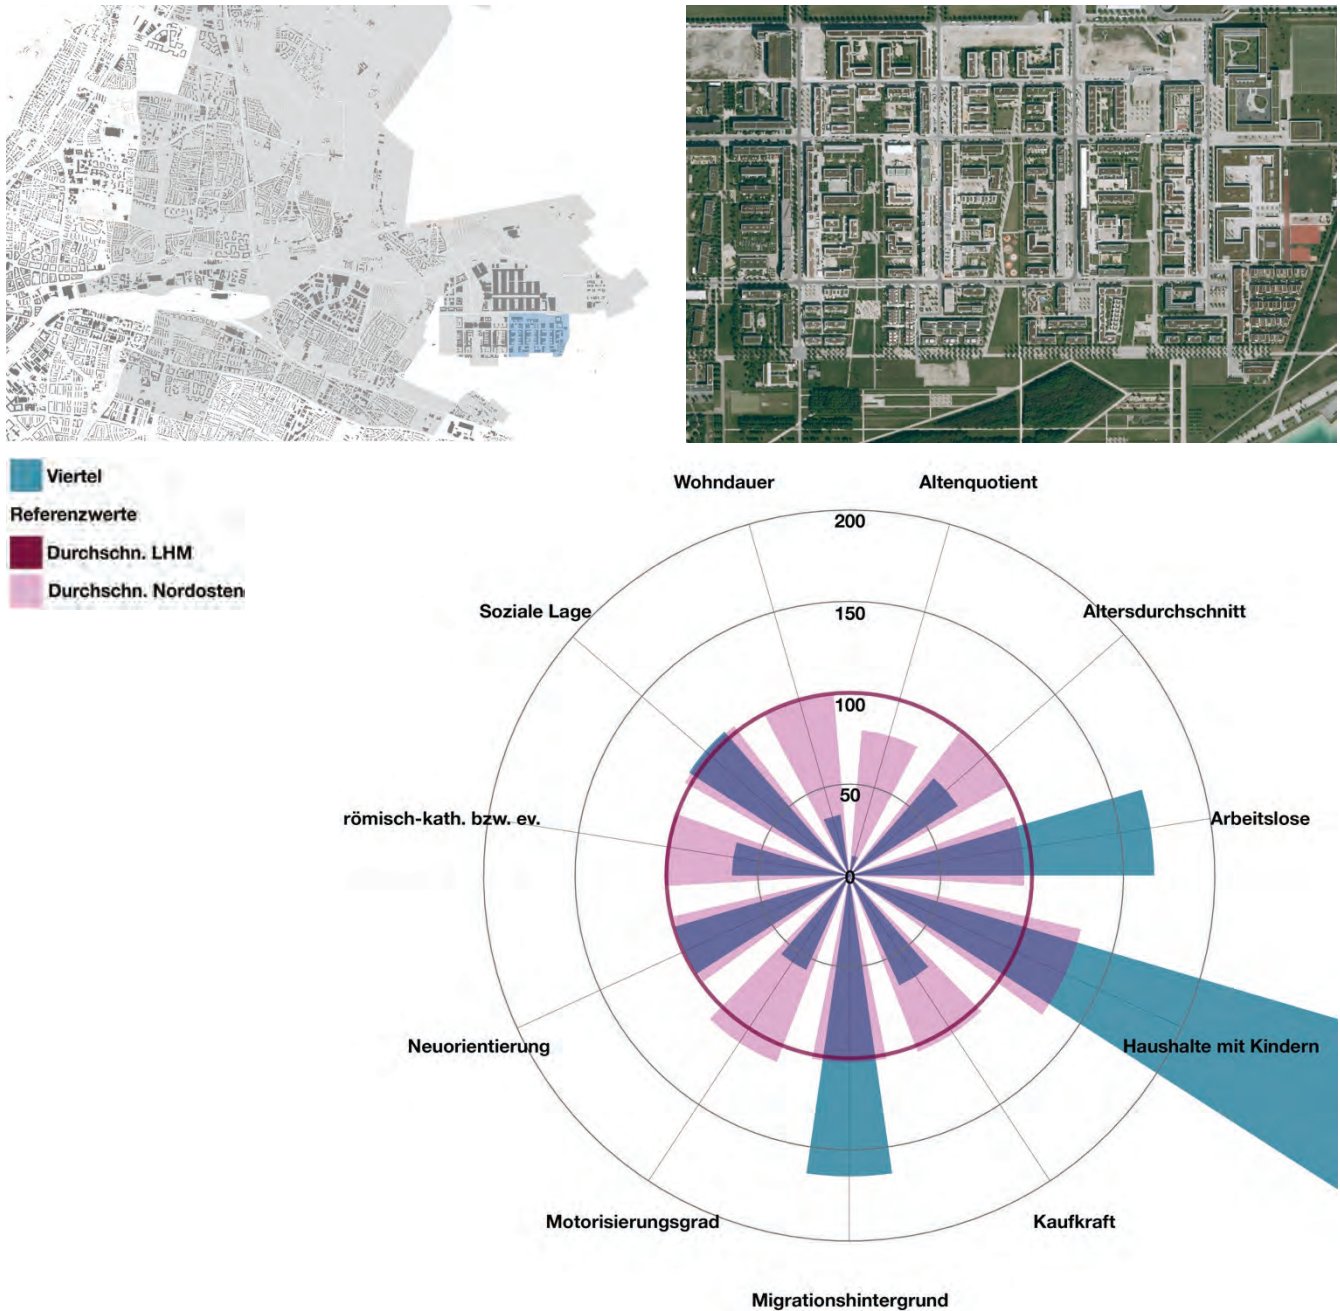 Viertel
Referenzwerte
Durchschn. LHM
Durchschn. Nordosten
Wohndauer
Altenquotient
200
Soziale Lage
150
Altersdurchschnitt
100
50
römisch-kath. bzw. ev.
Arbeitslose
0
Neuorientierung
Haushalte mit Kindern
Motorisierungsgrad
Kaufkraft
Migrationshintergrund